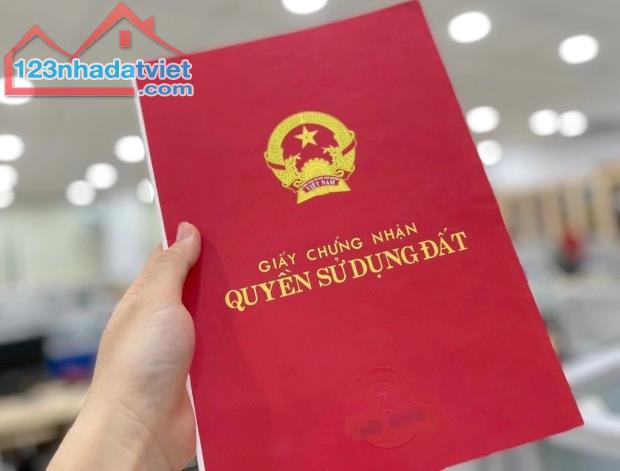 123nhadatviet
.com
VIỆT NAM
GIẤY CHỨNG NHẬN
QUYỀN SỬ DỤNG ĐẤT